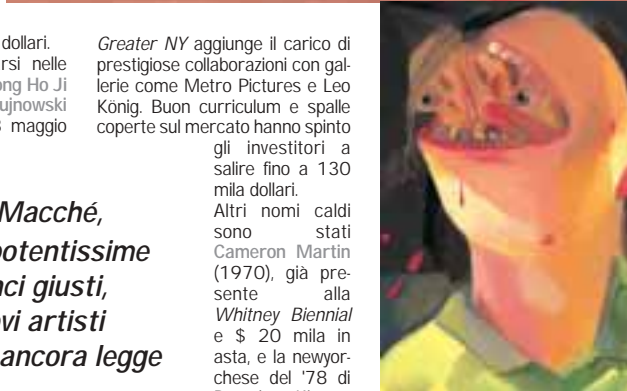 dollari.
rsi nelle
ong Ho Ji
ujnowski
maggio
Greater NY aggiunge il carico di
prestigiose collaborazioni con gal-
lerie come Metro Pictures e Leo
König. Buon curriculum e spalle
coperte sul mercato hanno spinto
gli investitori a
salire fino a 130
mila dollari.
Altri nomi caldi
sono stati
Cameron Martin
(1970), già pre-
sente alla
Whitney Biennial
e $ 20 mila in
asta, e la newyor-
chese del '78 di
Macché,
potentissime
nci giusti,
vi artisti
ancora legge